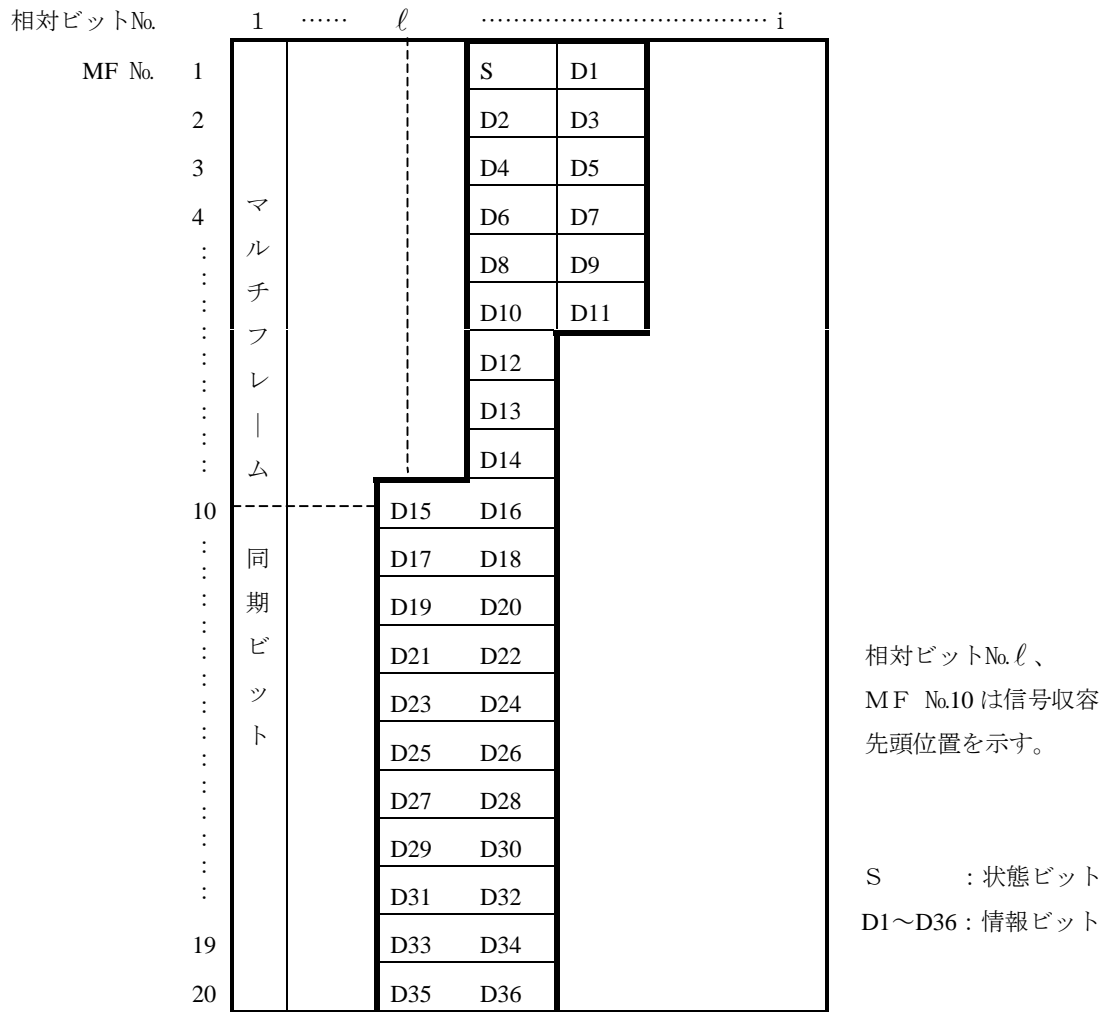 相対ビット№ 1 …… ℓ ……………………………… i
MF №. 1 S D1
2 D2 D3
3 D4 D5
4 D6 D7
: D8 D9
: D10 D11
: D12
: D13
: D14
10 D15 D16
: D17 D18
: D19 D20
: D21 D22
: D23 D24
: D25 D26
: D27 D28
: D29 D30
: D31 D32
19 D33 D34
20 D35 D36
マルチフレーム
同期ビット
相対ビット№ℓ、
ＭＦ №10 は信号収容
先頭位置を示す。
Ｓ ：状態ビット
D1～D36：情報ビット